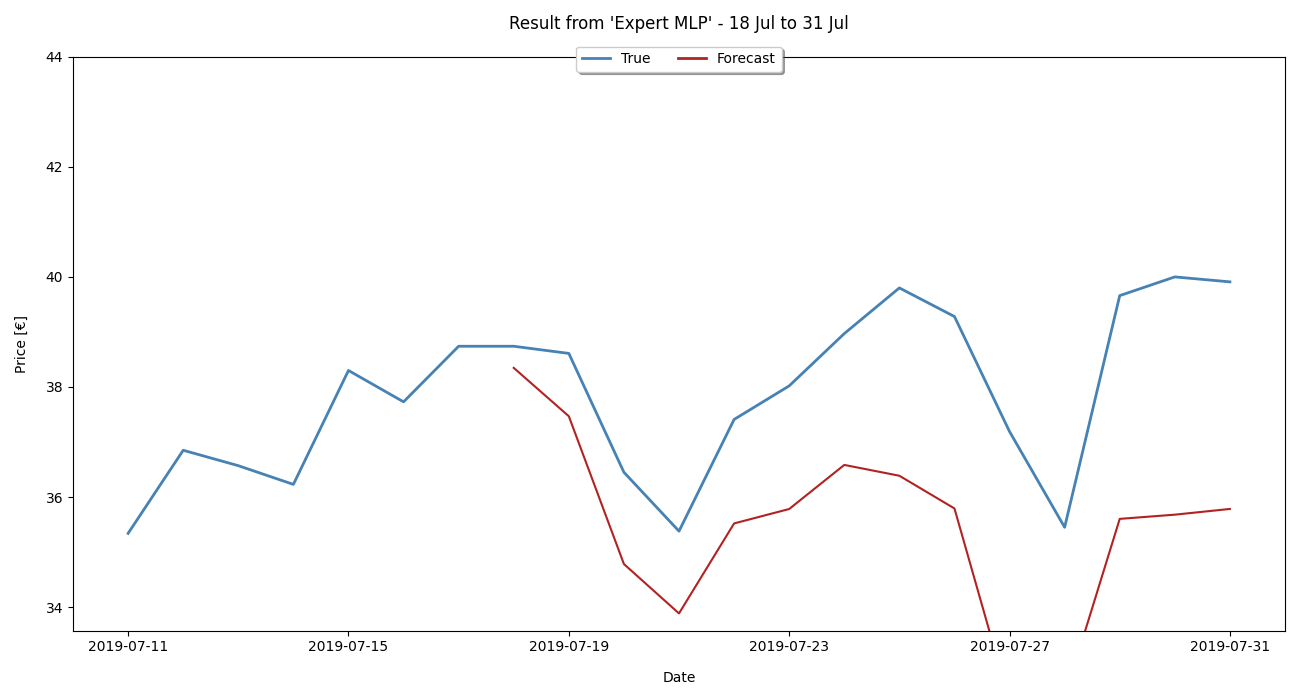 Result from 'Expert MLP' - 18 Jul to 31 Jul
True Forecast
44
42
40
38
36
34
Price [€]
2019-07-11 2019-07-15 2019-07-19 2019-07-23 2019-07-27 2019-07-31
Date